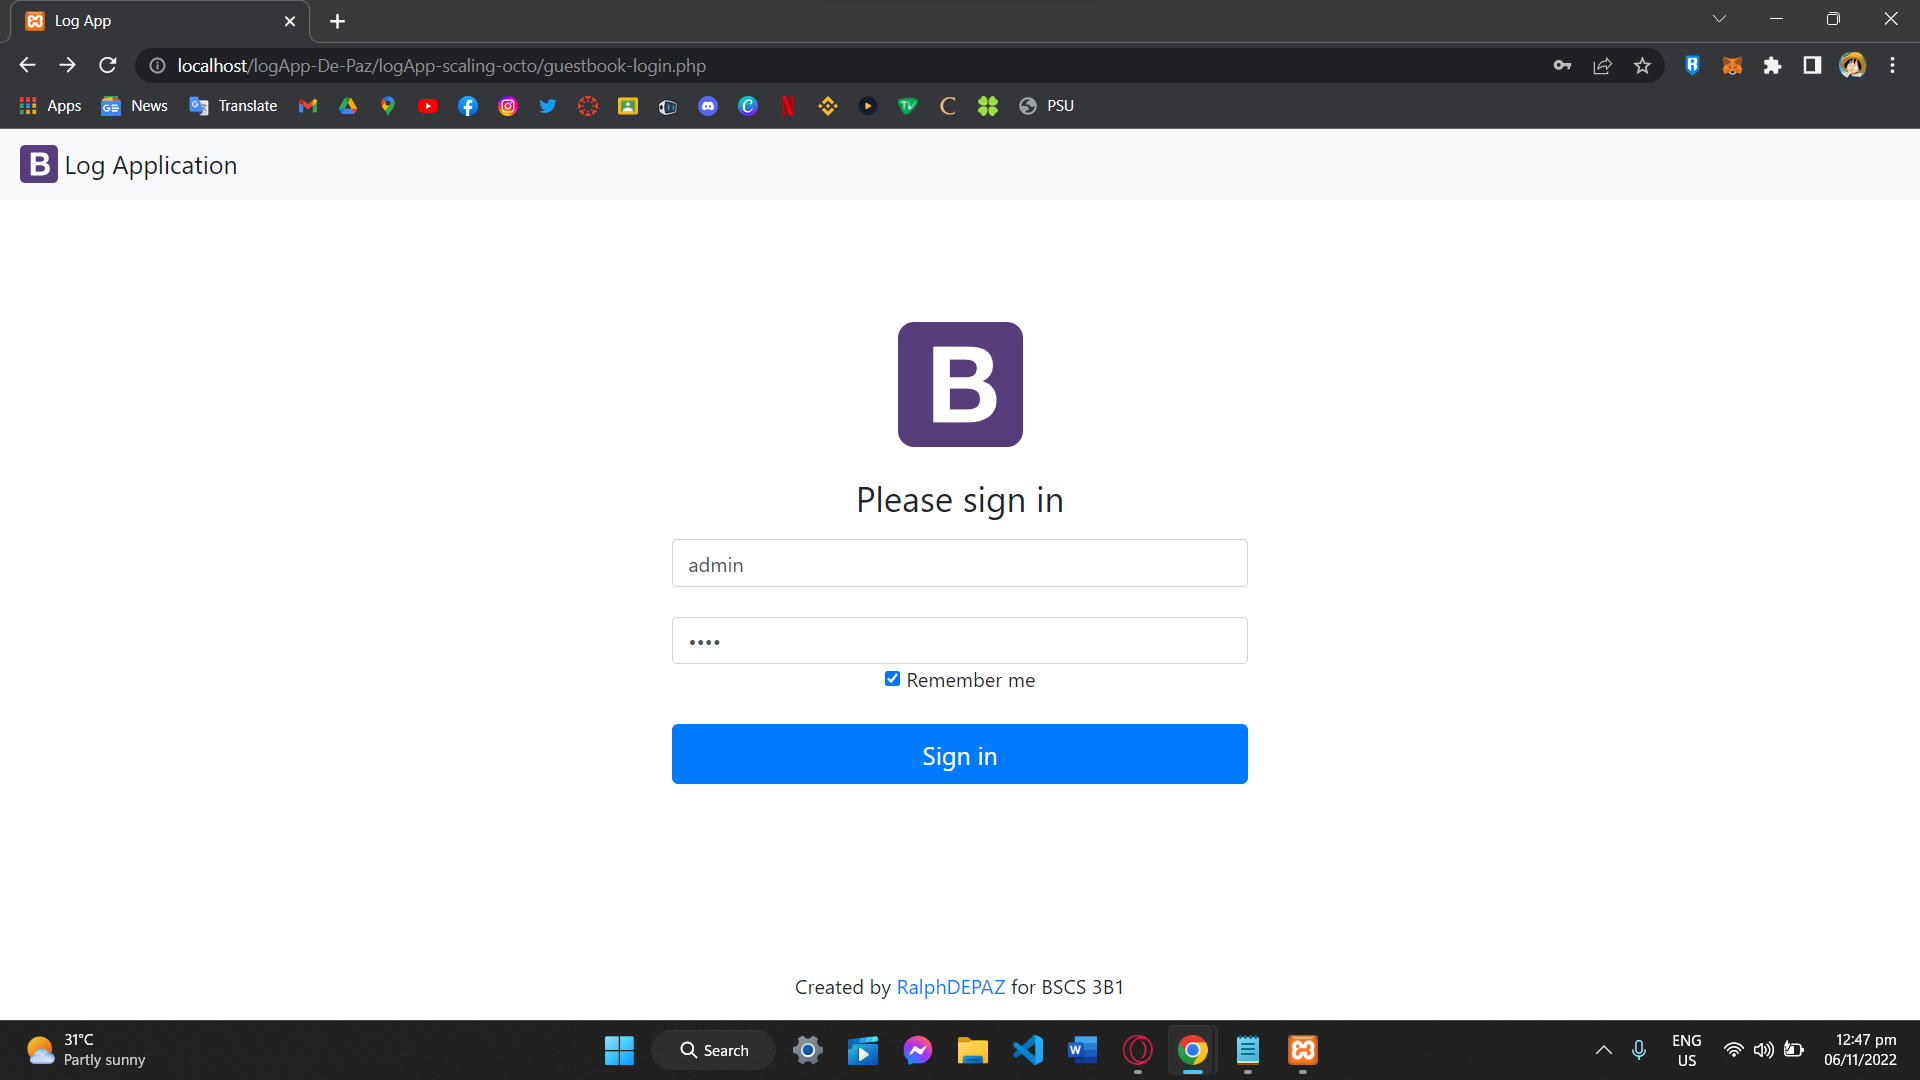 Log App
localhost/logApp-De-Paz/logApp-scaling-octo/guestbook-login.php
Apps News Translate PSU
B Log Application
B
Please sign in
admin
••••
Remember me
Sign in
Created by RalphDEPAZ for BSCS 3B1
31°C
Partly sunny
Search
ENG
US
12:47 pm
06/11/2022